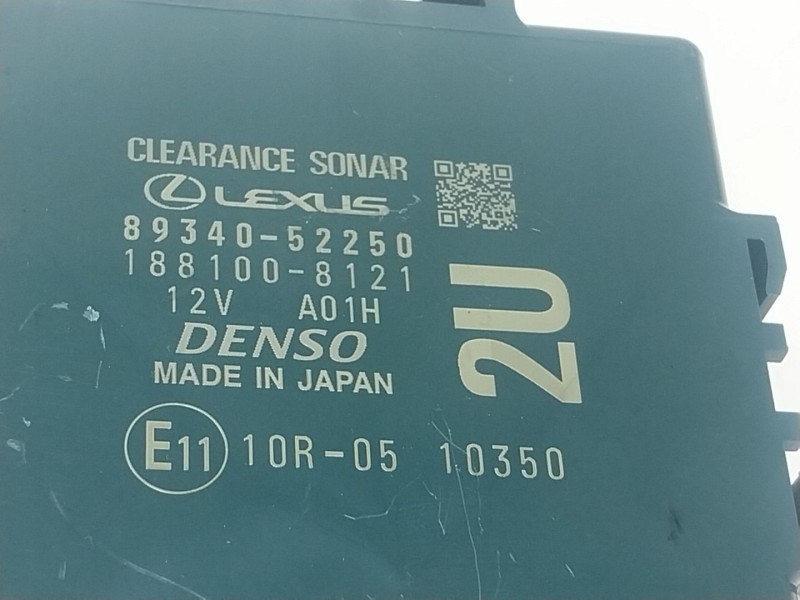 CLEARANCE SONAR
LEXUS
89340-52250
188100-8121
12V A01H
DENSO
MADE IN JAPAN
E11 10R-05 10350
2U